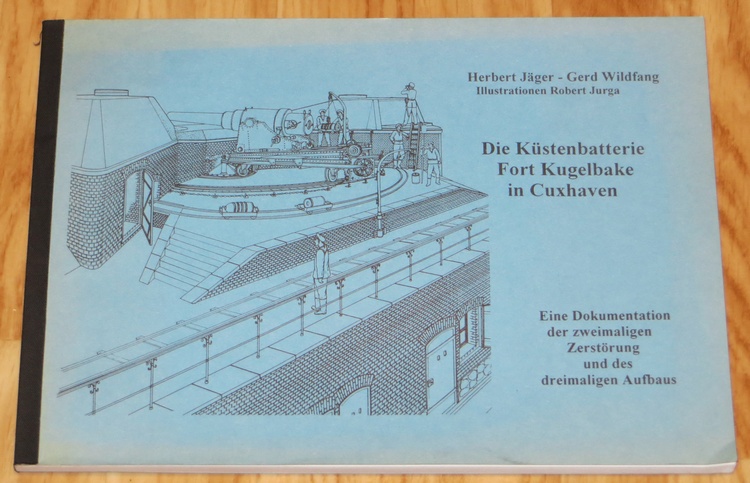 Herbert Jäger - Gerd Wildfang
Illustrationen Robert Jurga
Die Küstenbatterie
Fort Kugelbake
in Cuxhaven
Eine Dokumentation
der zweimaligen
Zerstörung
und des
dreimaligen Aufbaus